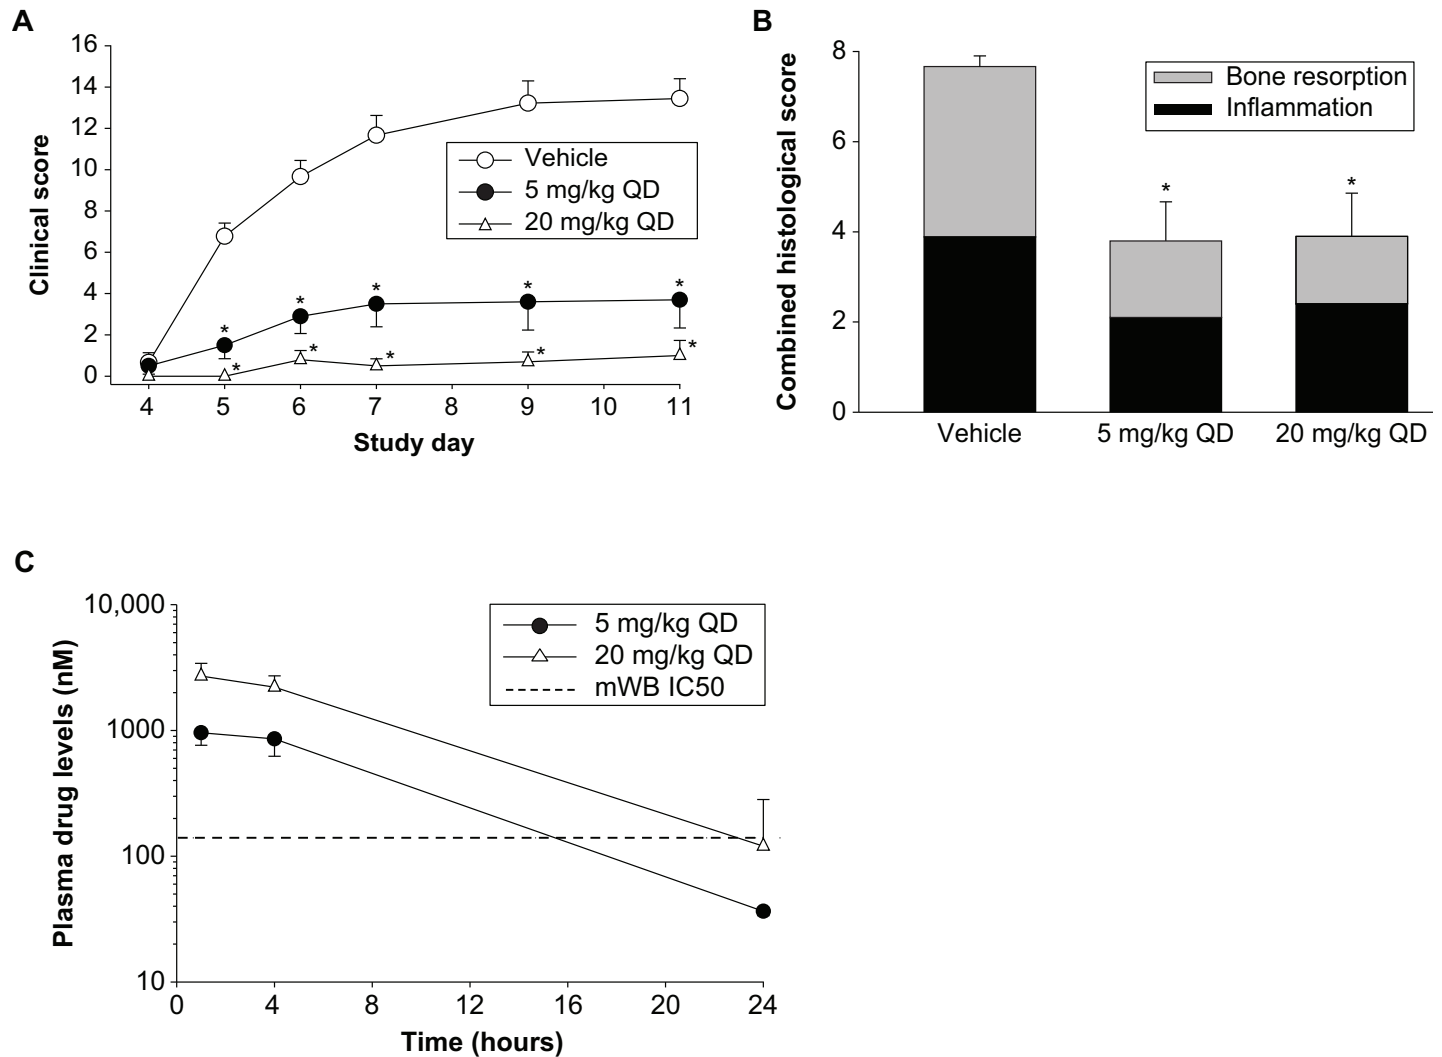 A
Clinical score
16
14
12
10
8
6
4
2
0
Vehicle
5 mg/kg QD
20 mg/kg QD
*
*
*
*
*
*
*
*
*
*
4 5 6 7 8 9 10 11
Study day
B
Combined histological score
8
6
4
2
0
Bone resorption
Inflammation
*
*
Vehicle 5 mg/kg QD 20 mg/kg QD
C
Plasma drug levels (nM)
10,000
1000
100
10
5 mg/kg QD
20 mg/kg QD
mWB IC50
0 4 8 12 16 20 24
Time (hours)